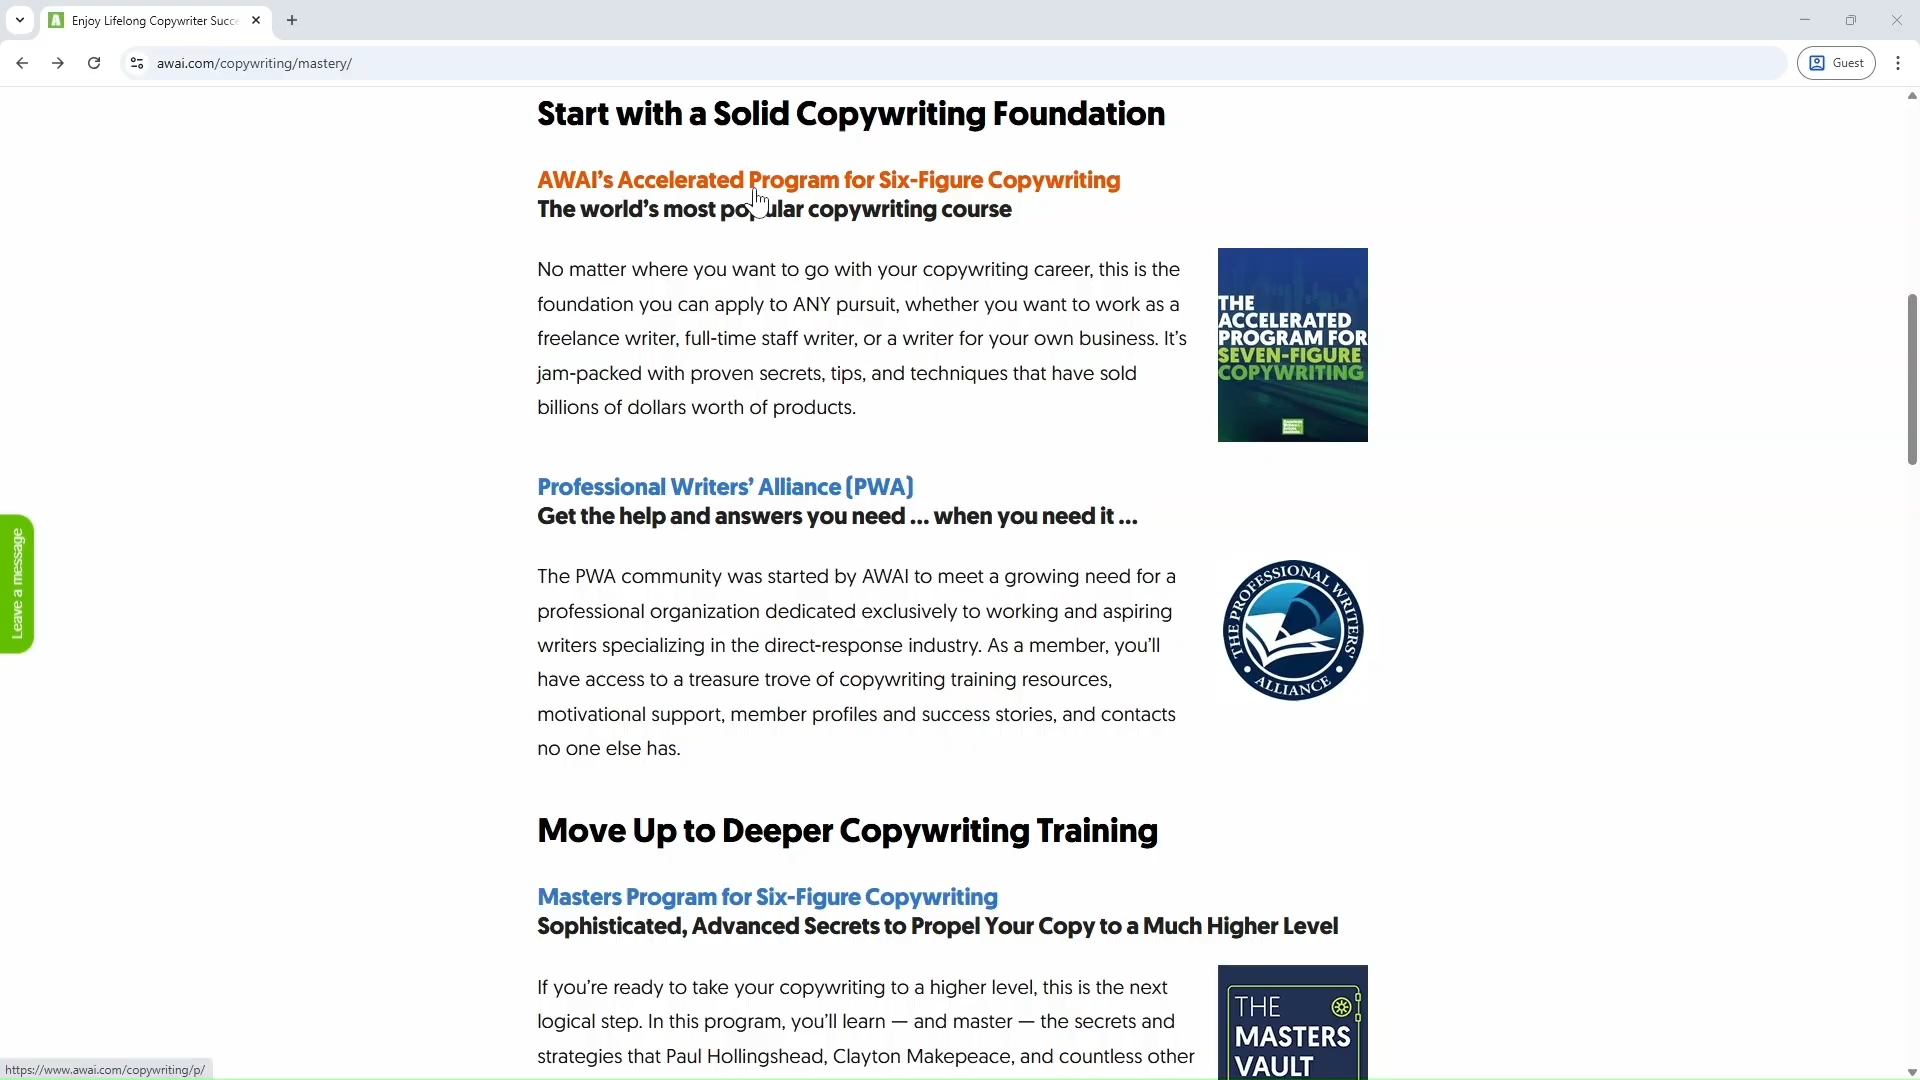 Enjoy Lifelong Copywriter Succ
awai.com/copywriting/mastery/
Guest
Start with a Solid Copywriting Foundation
AWAI's Accelerated Program for Six-Figure Copywriting
The world's most popular copywriting course
No matter where you want to go with your copywriting career, this is the
foundation you can apply to ANY pursuit, whether you want to work as a
freelance writer, full-time staff writer, or a writer for your own business. It's
jam-packed with proven secrets, tips, and techniques that have sold
billions of dollars worth of products.
THE
ACCELERATED
PROGRAM FOR
SEVEN-FIGURE
COPYWRITING
Professional Writers' Alliance (PWA)
Get the help and answers you need ... when you need it ...
The PWA community was started by AWAI to meet a growing need for a
professional organization dedicated exclusively to working and aspiring
writers specializing in the direct-response industry. As a member, you'll
have access to a treasure trove of copywriting training resources,
motivational support, member profiles and success stories, and contacts
no one else has.
THE PROFESSIONAL WRITERS'
ALLIANCE
Leave a message
Move Up to Deeper Copywriting Training
Masters Program for Six-Figure Copywriting
Sophisticated, Advanced Secrets to Propel Your Copy to a Much Higher Level
If you're ready to take your copywriting to a higher level, this is the next
logical step. In this program, you'll learn — and master — the secrets and
strategies that Paul Hollingshead, Clayton Makepeace, and countless other
THE
MASTERS
VAULT
https://www.awai.com/copywriting/p/